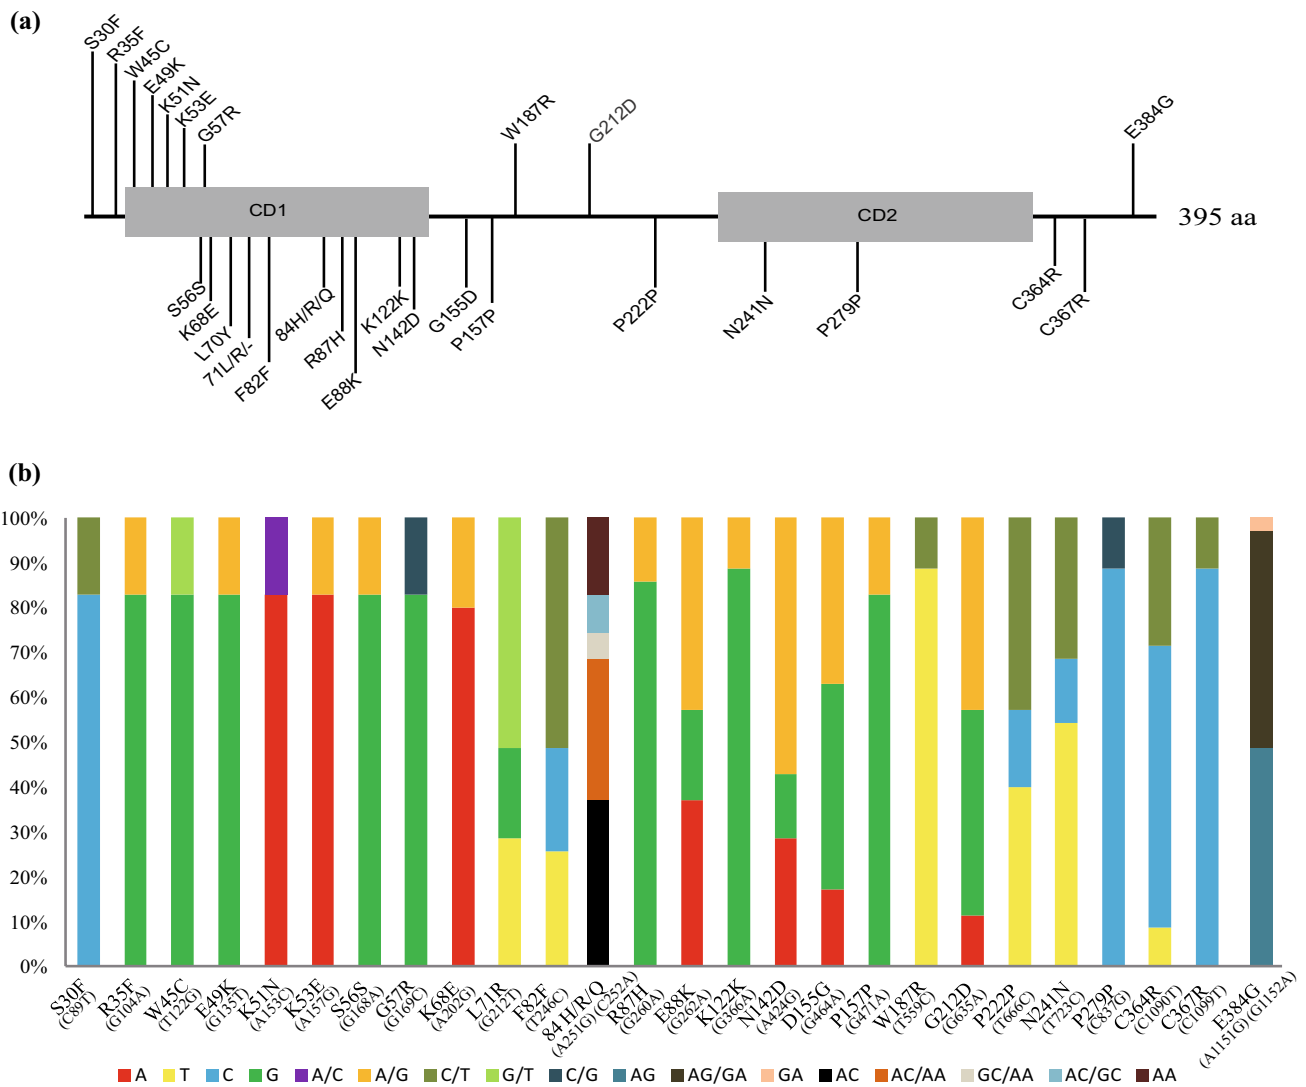 (a)
S30F
R35F
W45C
E49K
K51N
K53E
G57R
W187R
G212D
E384G
CD1
CD2
395 aa
S56S
K68E
L70Y
71L/R/-
F82F
84H/R/Q
R87H
E88K
K122K
N142D
G155D
P157P
P222P
N241N
P279P
C364R
C367R
(b)
100%
90%
80%
70%
60%
50%
40%
30%
20%
10%
0%
S30F
(C89T)
R35F
(G104A)
W45C
(T122G)
E49K
(G135T)
K51N
(A153C)
K53E
(A157G)
S56S
(G168A)
G57R
(G169C)
K68E
(A202G)
L71R
(G212T)
F82F
(T246C)
84 H/R/Q
(A251G) (C252A)
R87H
(G260A)
E88K
(G262A)
K122K
(G366A)
N142D
(A424G)
D155G
(G464A)
P157P
(G471A)
W187R
(T559C)
G212D
(G635A)
P222P
(T666C)
N241N
(T723C)
P279P
(C837G)
C364R
(C1090T)
C367R
(C1099T)
E384G
(A1151G) (G1152A)
A T C G A/C A/G C/T G/T C/G AG AG/GA GA AC AC/AA GC/AA AC/GC AA